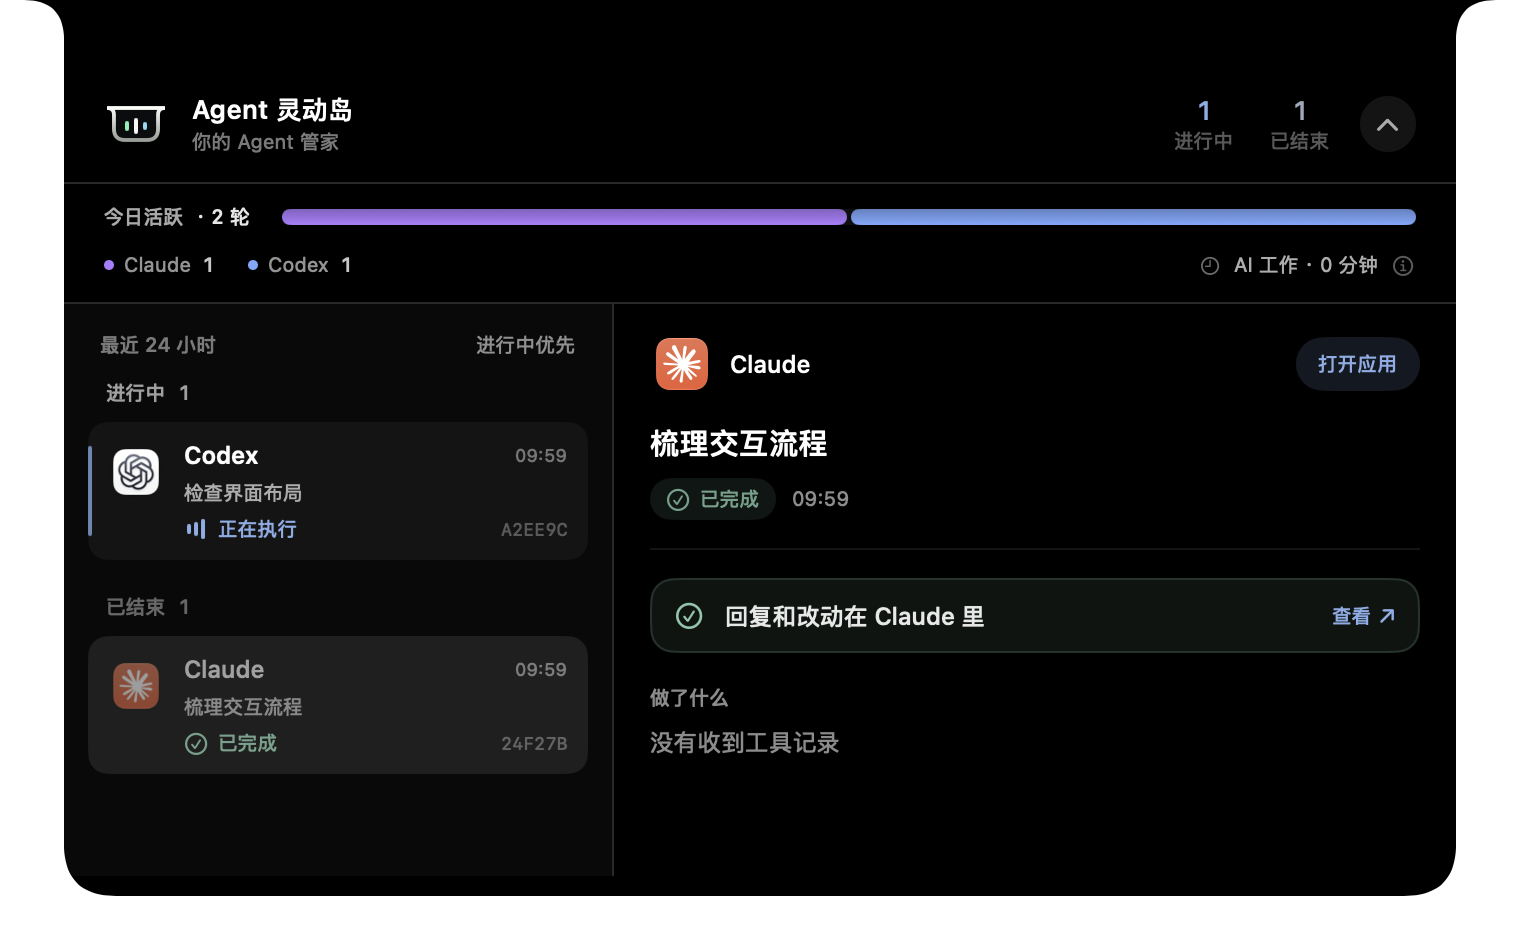 Agent 灵动岛
你的 Agent 管家
1
进行中
1
已结束
今日活跃 · 2 轮
Claude 1
Codex 1
AI 工作 · 0 分钟
最近 24 小时
进行中优先
进行中 1
Codex
09:59
检查界面布局
正在执行
A2EE9C
已结束 1
Claude
09:59
梳理交互流程
已完成
24F27B
Claude
打开应用
梳理交互流程
已完成
09:59
回复和改动在 Claude 里
查看
做了什么
没有收到工具记录